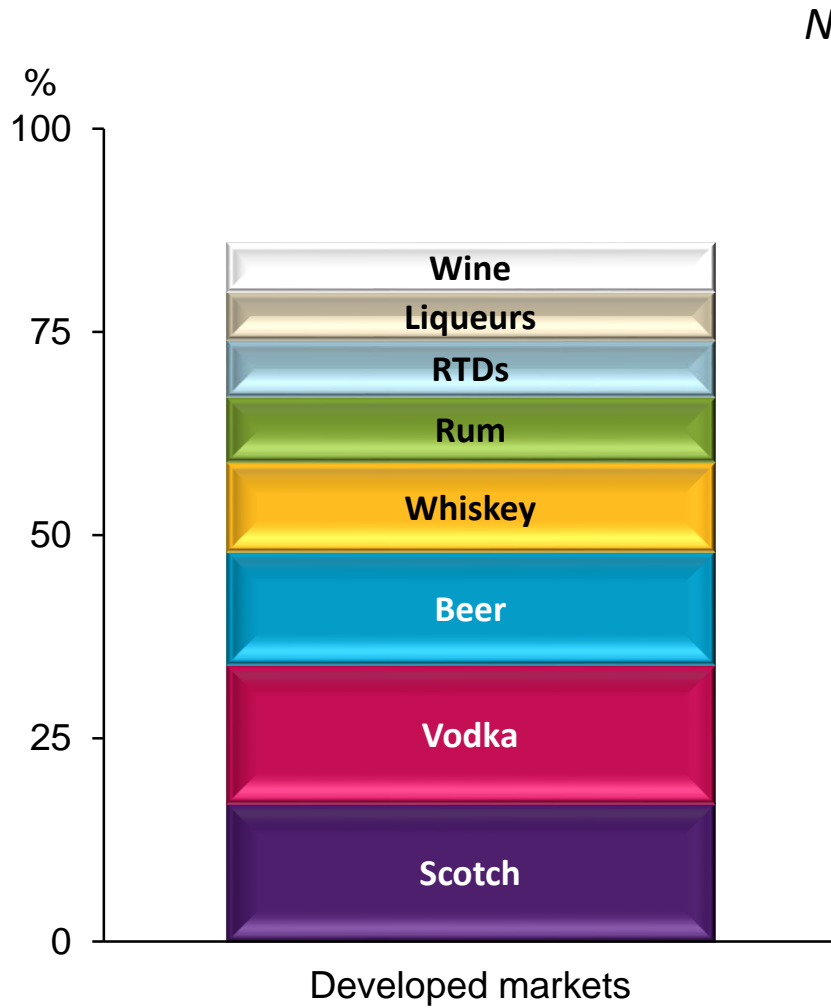 N
%
100
Wine
Liqueurs
75
RTDs
Rum
Whiskey
50
Beer
25
Vodka
Scotch
0
Developed markets